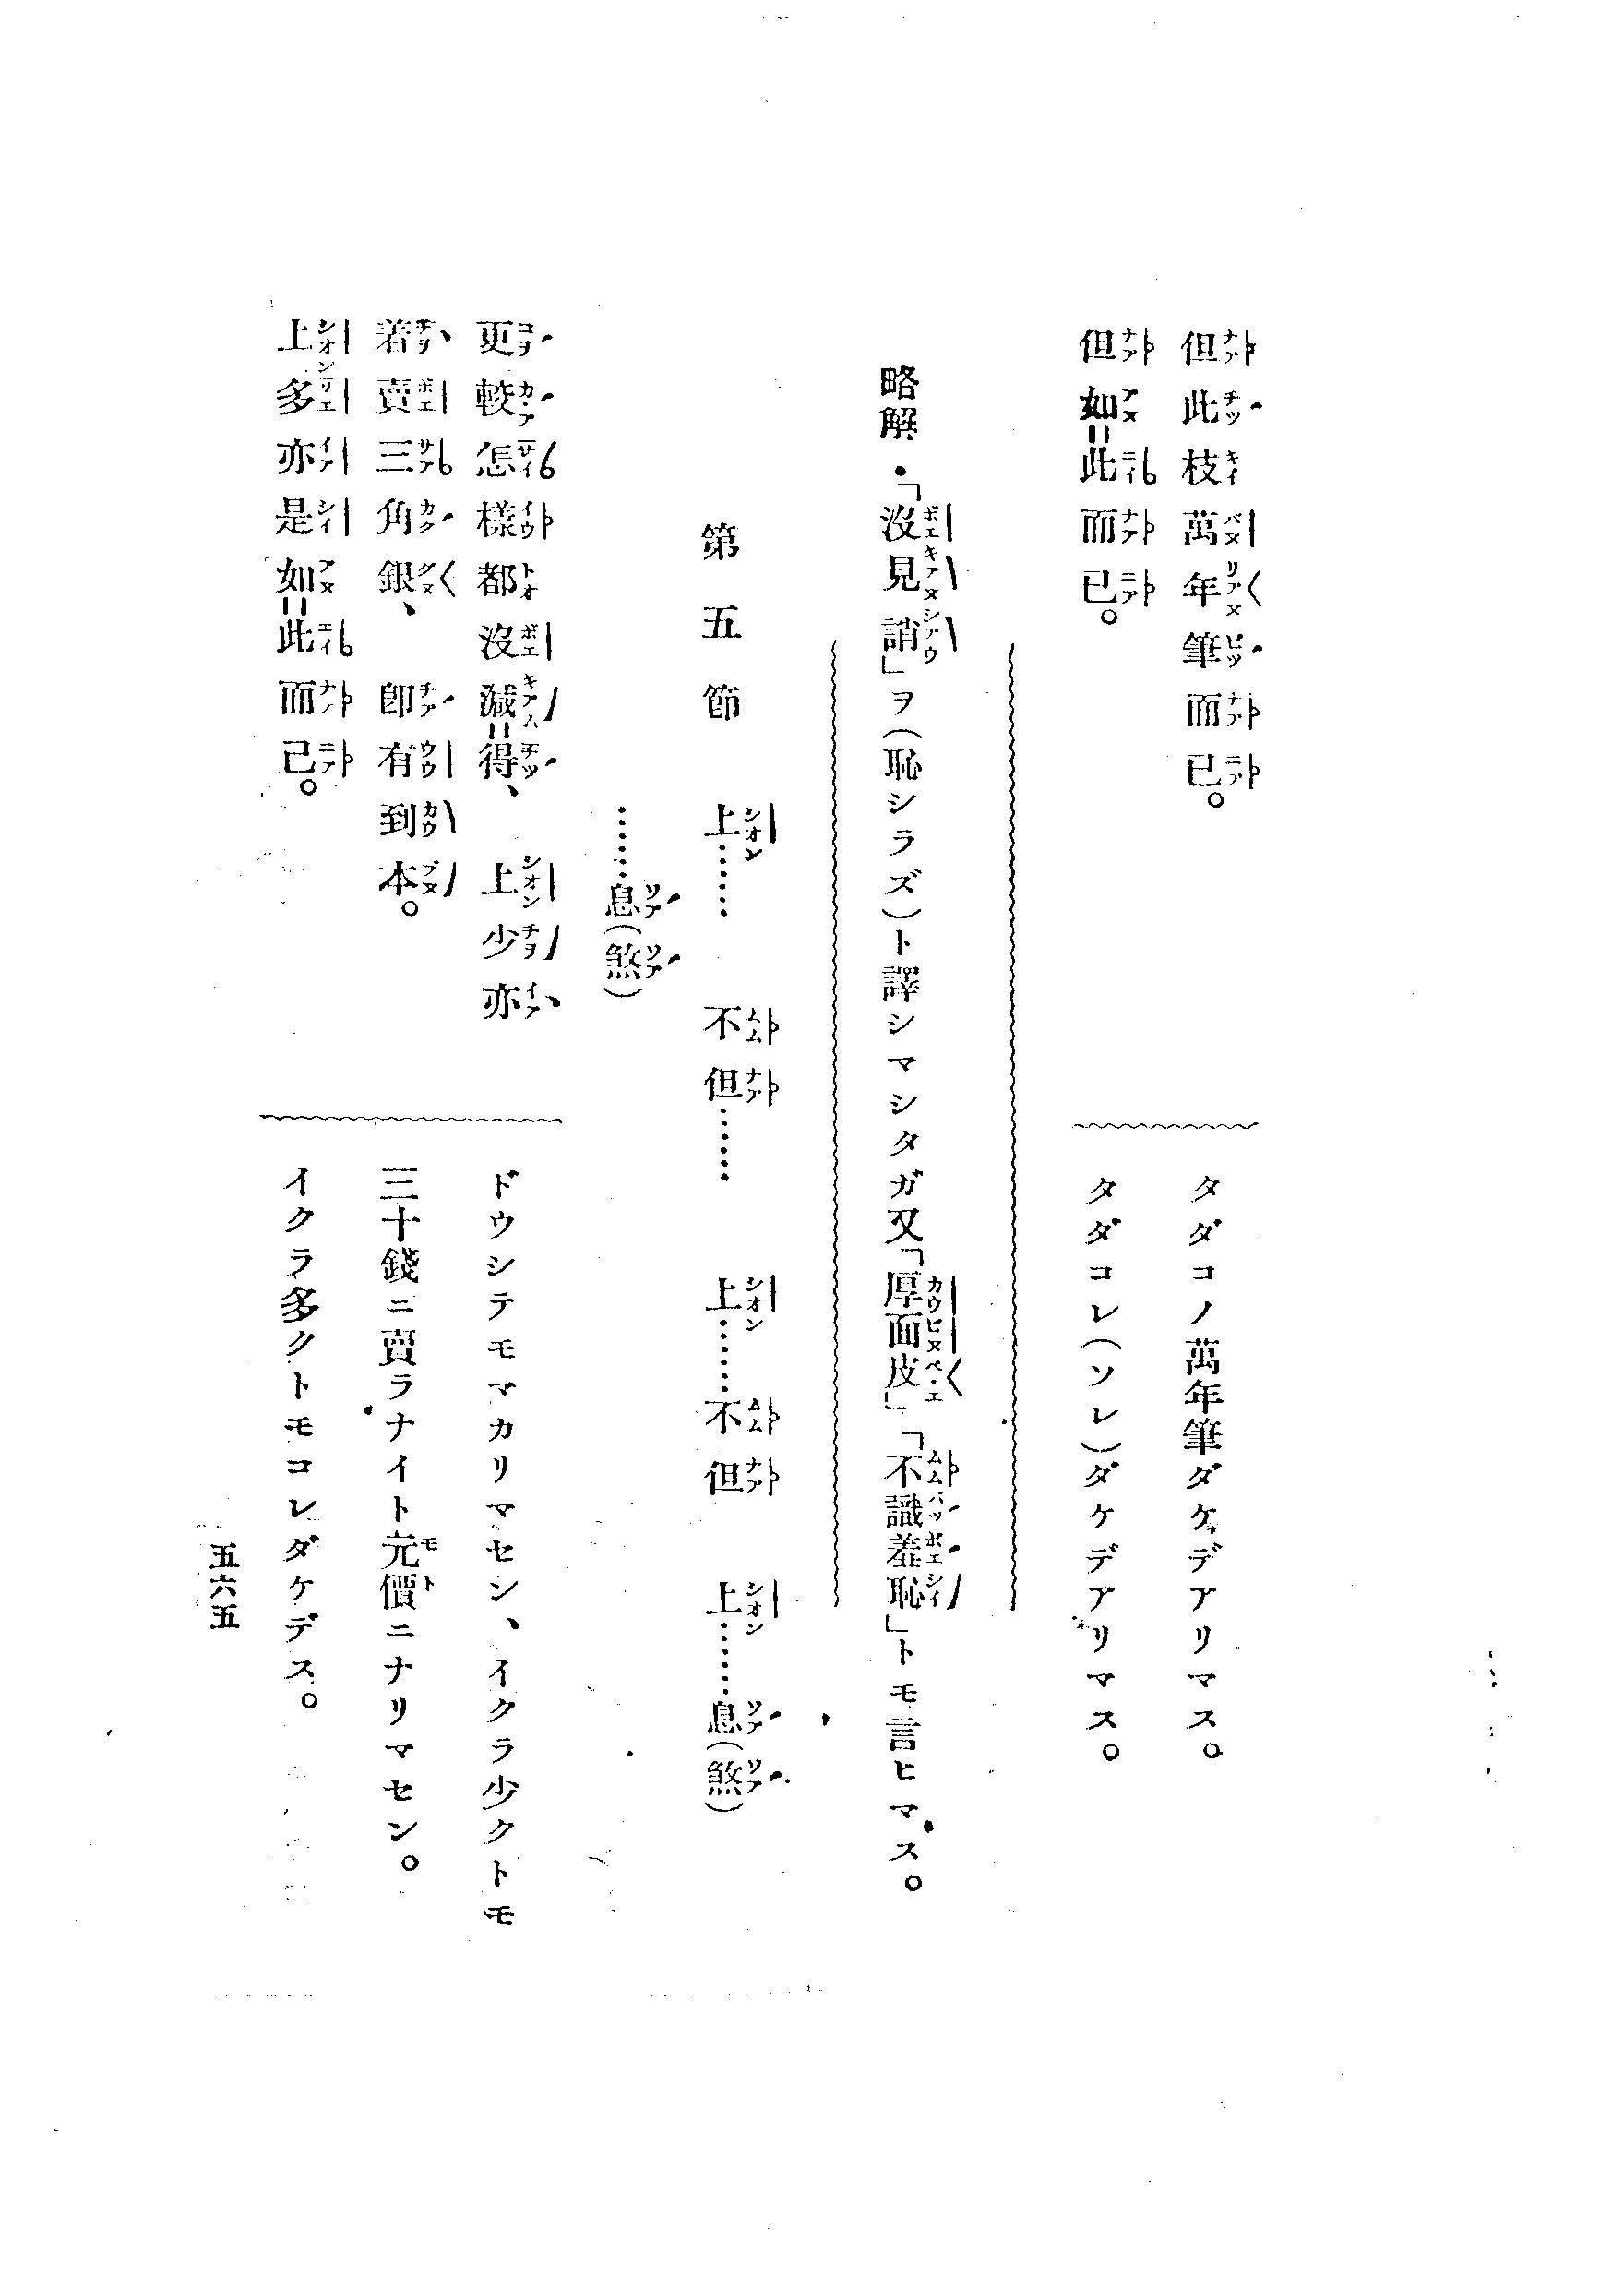 但此枝萬年筆而已。 タダコノ萬年筆ダケデアリマス。
但如此而已。 タダコレ(ソレ)ダケデアリマス。
略解・「沒見誚」ヲ(恥シラズ)ト譯シマシタガ又「厚面皮」「不識羞恥」トモ言ヒマス。
第五節 上…… 不但…… 上……不但 上……息(煞)
……息(煞)
更較怎樣都沒減得、上少亦 ドウシテモマカリマセン、イクラ少クトモ
若賣三角銀、卽有到本。 三十錢ニ賣ラナイト元價ニナリマセン。
上多亦是如此而已。 イクラ多クトモコレダケデス。
五六五